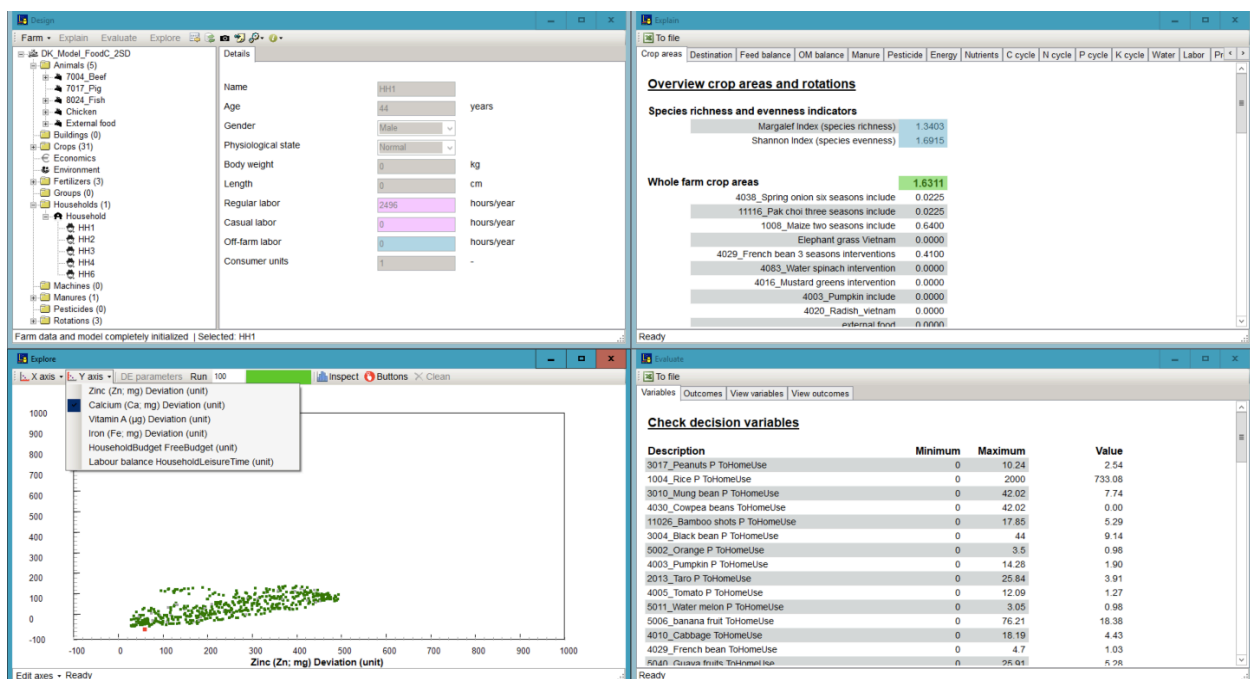 Design
Farm Explain Evaluate Explore
DK_Model_FoodC_2SD
Animals (5)
7004_Beef
7017_Pig
8024_Fish
Chicken
External food
Buildings (0)
Crops (31)
Economics
Environment
Fertilizers (3)
Groups (0)
Households (1)
Household
HH1
HH2
HH3
HH4
HH6
Machines (0)
Manures (1)
Pesticides (0)
Rotations (3)
Details
Name HH1
Age 44 years
Gender Male
Physiological state Normal
Body weight 0 kg
Length 0 cm
Regular labor 2496 hours/year
Casual labor 0 hours/year
Off-farm labor 0 hours/year
Consumer units 1 -
Farm data and model completely initialized | Selected: HH1
Explain
To file
Crop areas Destination Feed balance OM balance Manure Pesticide Energy Nutrients C cycle N cycle P cycle K cycle Water Labor Pr
Overview crop areas and rotations
Species richness and evenness indicators
Margalef Index (species richness) 1.3403
Shannon Index (species evenness) 1.6915
Whole farm crop areas 1.6311
4038_Spring onion six seasons include 0.0225
11116_Pak choi three seasons include 0.0225
1008_Maize two seasons include 0.6400
Elephant grass Vietnam 0.0000
4029_French bean 3 seasons interventions 0.4100
4083_Water spinach intervention 0.0000
4016_Mustard greens intervention 0.0000
4003_Pumpkin include 0.0000
4020_Radish_vietnam 0.0000
external food 0.0000
Ready
Explore
X axis Y axis DE parameters Run 100 Inspect Buttons Clean
Zinc (Zn; mg) Deviation (unit)
Calcium (Ca; mg) Deviation (unit)
Vitamin A (µg) Deviation (unit)
Iron (Fe; mg) Deviation (unit)
HouseholdBudget FreeBudget (unit)
Labour balance HouseholdLeisureTime (unit)
1000
900
800
700
600
500
400
300
200
100
0
-100
-100 0 100 200 300 400 500 600 700 800 900 1000
Zinc (Zn; mg) Deviation (unit)
Edit axes Ready
Evaluate
To file
Variables Outcomes View variables View outcomes
Check decision variables
Description Minimum Maximum Value
3017_Peanuts P ToHomeUse 0 10.24 2.54
1004_Rice P ToHomeUse 0 2000 733.08
3010_Mung bean P ToHomeUse 0 42.02 7.74
4030_Cowpea beans ToHomeUse 0 42.02 0.00
11026_Bamboo shots P ToHomeUse 0 17.85 5.29
3004_Black bean P ToHomeUse 0 44 9.14
5002_Orange P ToHomeUse 0 3.5 0.98
4003_Pumpkin P ToHomeUse 0 14.28 1.90
2013_Taro P ToHomeUse 0 25.84 3.91
4005_Tomato P ToHomeUse 0 12.09 1.27
5011_Water melon P ToHomeUse 0 3.05 0.98
5006_banana fruit ToHomeUse 0 76.21 18.38
4010_Cabbage ToHomeUse 0 18.19 4.43
4029_French bean ToHomeUse 0 4.7 1.03
5040_Guava fruits ToHomeUse 0 25.91 5.28
Ready